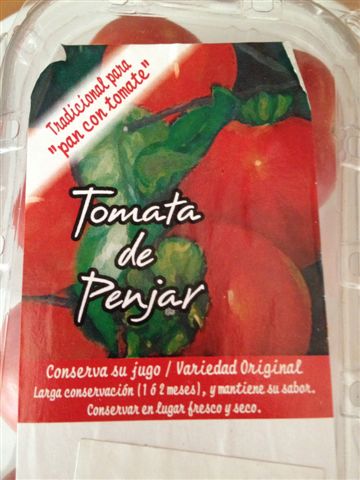 Tradicional para
"pan con tomate"
Tomata
de
Penjar
Conserva su jugo / Variedad Original
Larga conservación (1 ó 2 meses), y mantiene su sabor.
Conservar en lugar fresco y seco.